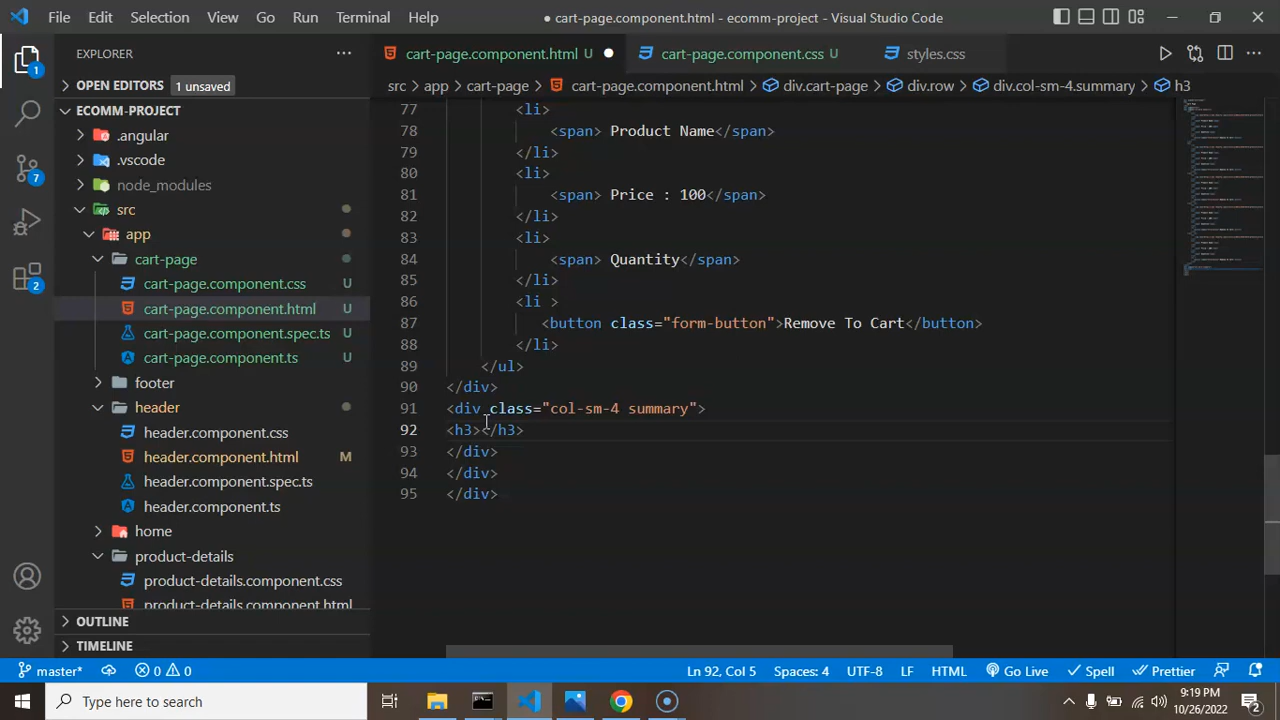 File Edit Selection View Go Run Terminal Help
● cart-page.component.html - ecomm-project - Visual Studio Code
EXPLORER
cart-page.component.html U
cart-page.component.css U
styles.css
OPEN EDITORS 1 unsaved
src > app > cart-page > cart-page.component.html > div.cart-page > div.row > div.col-sm-4.summary > h3
ECOMM-PROJECT
.angular
.vscode
node_modules
src
app
cart-page
cart-page.component.css U
cart-page.component.html U
cart-page.component.spec.ts U
cart-page.component.ts U
footer
header
header.component.css
header.component.html M
header.component.spec.ts
header.component.ts
home
product-details
product-details.component.css
product-details.component.html
OUTLINE
TIMELINE
1
7
2
77 <li>
78 <span> Product Name</span>
79 </li>
80 <li>
81 <span> Price : 100</span>
82 </li>
83 <li>
84 <span> Quantity</span>
85 </li>
86 <li >
87 <button class="form-button">Remove To Cart</button>
88 </li>
89 </ul>
90 </div>
91 <div class="col-sm-4 summary">
92 <h3></h3>
93 </div>
94 </div>
95 </div>
master* 0 0 Ln 92, Col 5 Spaces: 4 UTF-8 LF HTML Go Live Spell Prettier
Type here to search
9:19 PM
10/26/2022
2